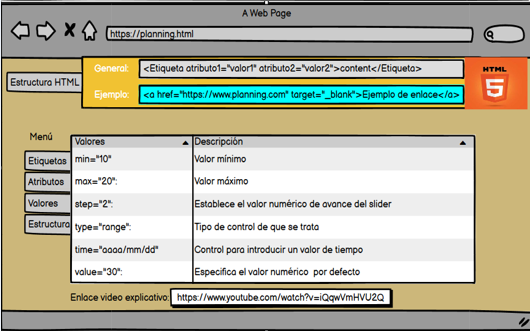 A Web Page
https://planning.html
General: <Etiqueta atributo1="valor1" atributo2="valor2">content</Etiqueta>
HTML
5
Estructura HTML
Ejemplo: <a href="https://www.planning.com" target="_blank">Ejemplo de enlace</a>
Menú
Valores Descripción
Etiquetas
min="10" Valor mínimo
Atributos
max="20": Valor máximo
Valores
step="2": Establece el valor numérico de avance del slider
Estructura
type="range": Tipo de control de que se trata
time="aaaa/mm/dd" Control para introducir un valor de tiempo
value="30": Especifica el valor numérico por defecto
Enlace video explicativo: https://www.youtube.com/watch?v=iQqwVmHVU2Q